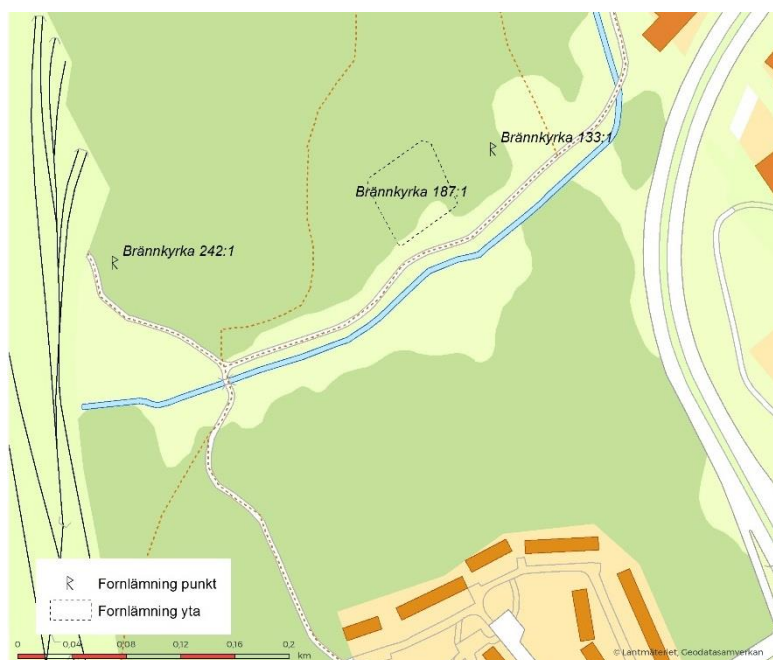 Brännkyrka 133:1
Brännkyrka 187:1
Brännkyrka 242:1
Fornlämning punkt
Fornlämning yta
0 0,04 0,08 0,12 0,16 0,2
km
© Lantmäteriet, Geodatasamverkan